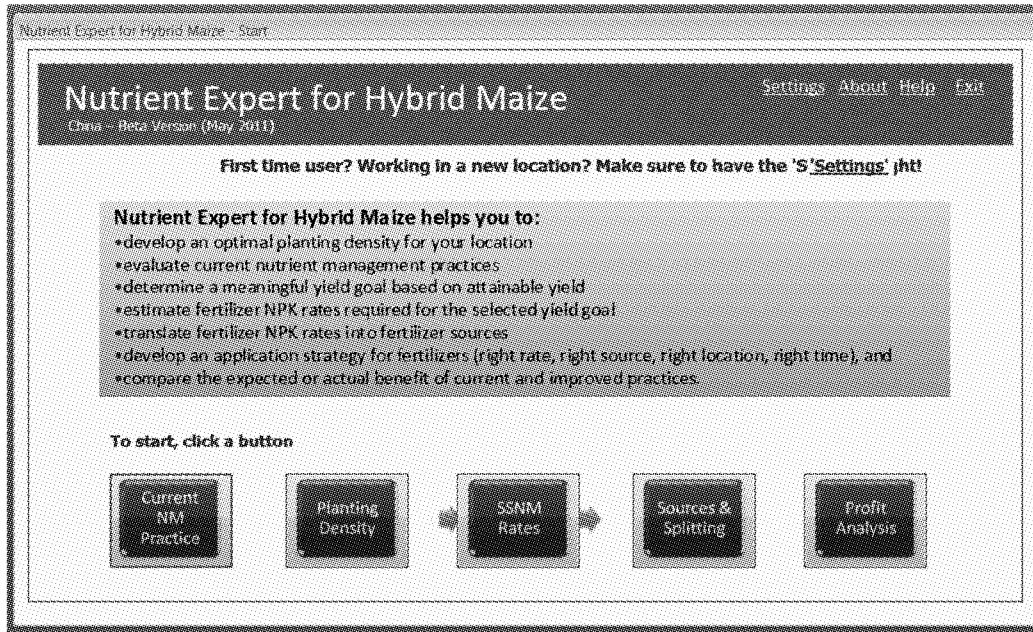 Nutrient Expert for Hybrid Maize - Start
Nutrient Expert for Hybrid Maize
Settings About Help Exit
China – Beta Version (May 2011)
First time user? Working in a new location? Make sure to have the 'S 'Settings' jht!
Nutrient Expert for Hybrid Maize helps you to:
•develop an optimal planting density for your location
•evaluate current nutrient management practices
•determine a meaningful yield goal based on attainable yield
•estimate fertilizer NPK rates required for the selected yield goal
•translate fertilizer NPK rates into fertilizer sources
•develop an application strategy for fertilizers (right rate, right source, right location, right time), and
•compare the expected or actual benefit of current and improved practices.
To start, click a button
Current
NM
Practice
Planting
Density
SSNM
Rates
Sources &
Splitting
Profit
Analysis